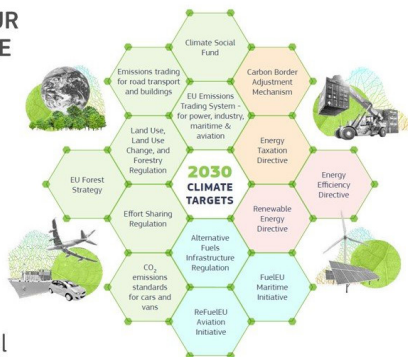 UR
E
Climate Social
Fund
Emissions trading
for road transport
and buildings
Carbon Border
Adjustment
Mechanism
EU Emissions
Trading System -
for power, industry,
maritime &
aviation
Land Use,
Land Use
Change, and
Forestry
Regulation
Energy
Taxation
Directive
EU Forest
Strategy
2030
CLIMATE
TARGETS
Energy
Efficiency
Directive
Effort Sharing
Regulation
Renewable
Energy
Directive
Alternative
Fuels
Infrastructure
Regulation
CO₂
emissions
standards
for cars and
vans
FuelEU
Maritime
Initiative
ReFuelEU
Aviation
Initiative
l